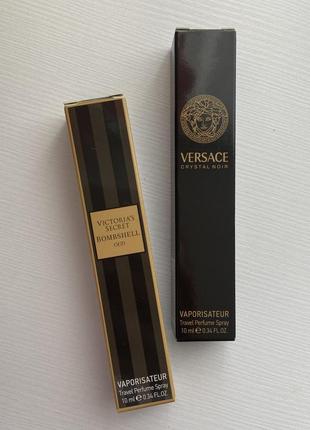 VICTORIA'S
SECRET
BOMBSHELL
OUD
VAPORISATEUR
Travel Perfume Spray
10 ml ℮ 0.34 FL.OZ.
VERSACE
CRYSTAL NOIR
VAPORISATEUR
Travel Perfume Spray
10 ml ℮ 0.34 FL.OZ.